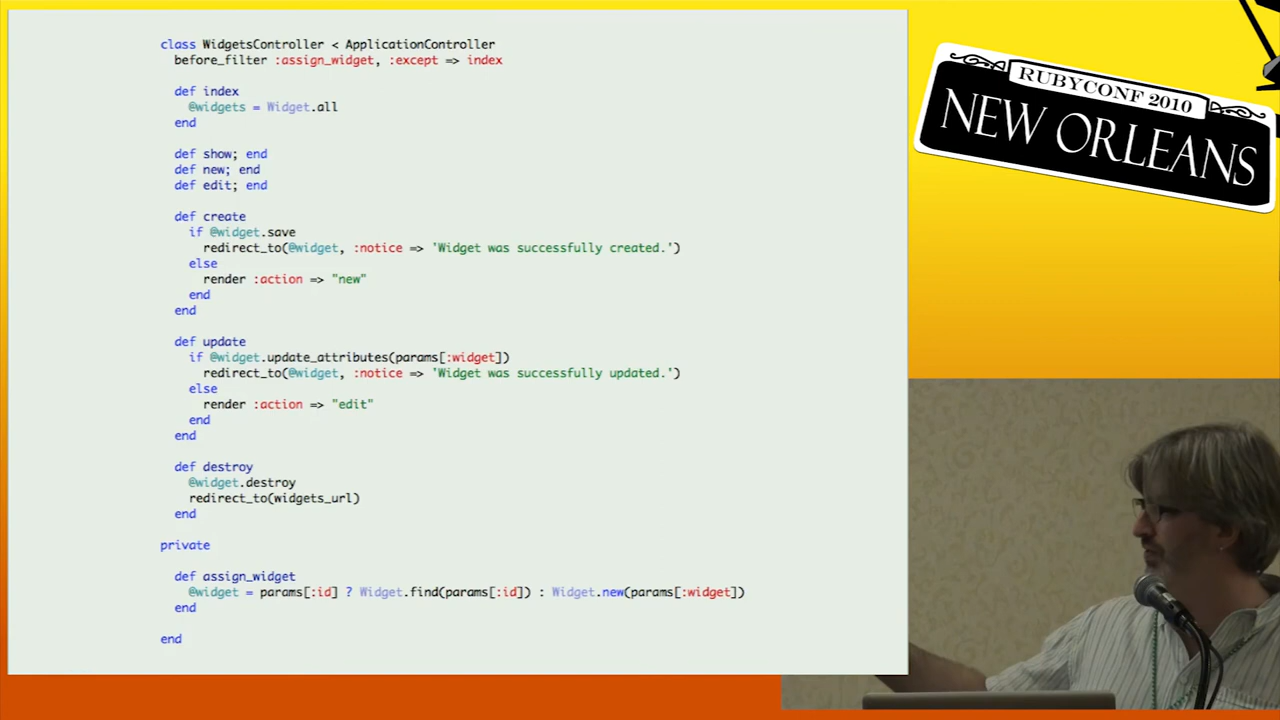 class WidgetsController < ApplicationController
before_filter :assign_widget, :except => index
def index
@widgets = Widget.all
end
def show; end
def new; end
def edit; end
def create
if @widget.save
redirect_to(@widget, :notice => 'Widget was successfully created.')
else
render :action => "new"
end
end
def update
if @widget.update_attributes(params[:widget])
redirect_to(@widget, :notice => 'Widget was successfully updated.')
else
render :action => "edit"
end
end
def destroy
@widget.destroy
redirect_to(widgets_url)
end
private
def assign_widget
@widget = params[:id] ? Widget.find(params[:id]) : Widget.new(params[:widget])
end
end
RUBYCONF 2010
NEW ORLEANS